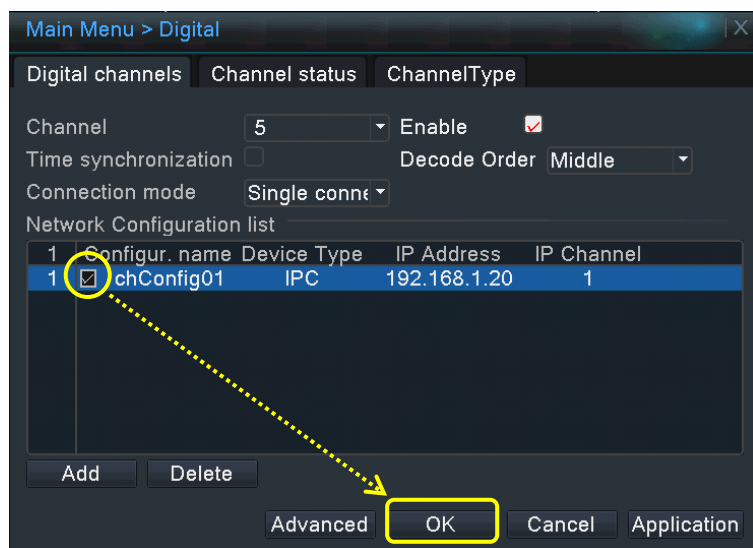 Main Menu > Digital X
Digital channels Channel status ChannelType
Channel 5 Enable
Time synchronization Decode Order Middle
Connection mode Single conne
Network Configuration list
1 Configur. name Device Type IP Address IP Channel
1 chConfig01 IPC 192.168.1.20 1
Add Delete
Advanced OK Cancel Application